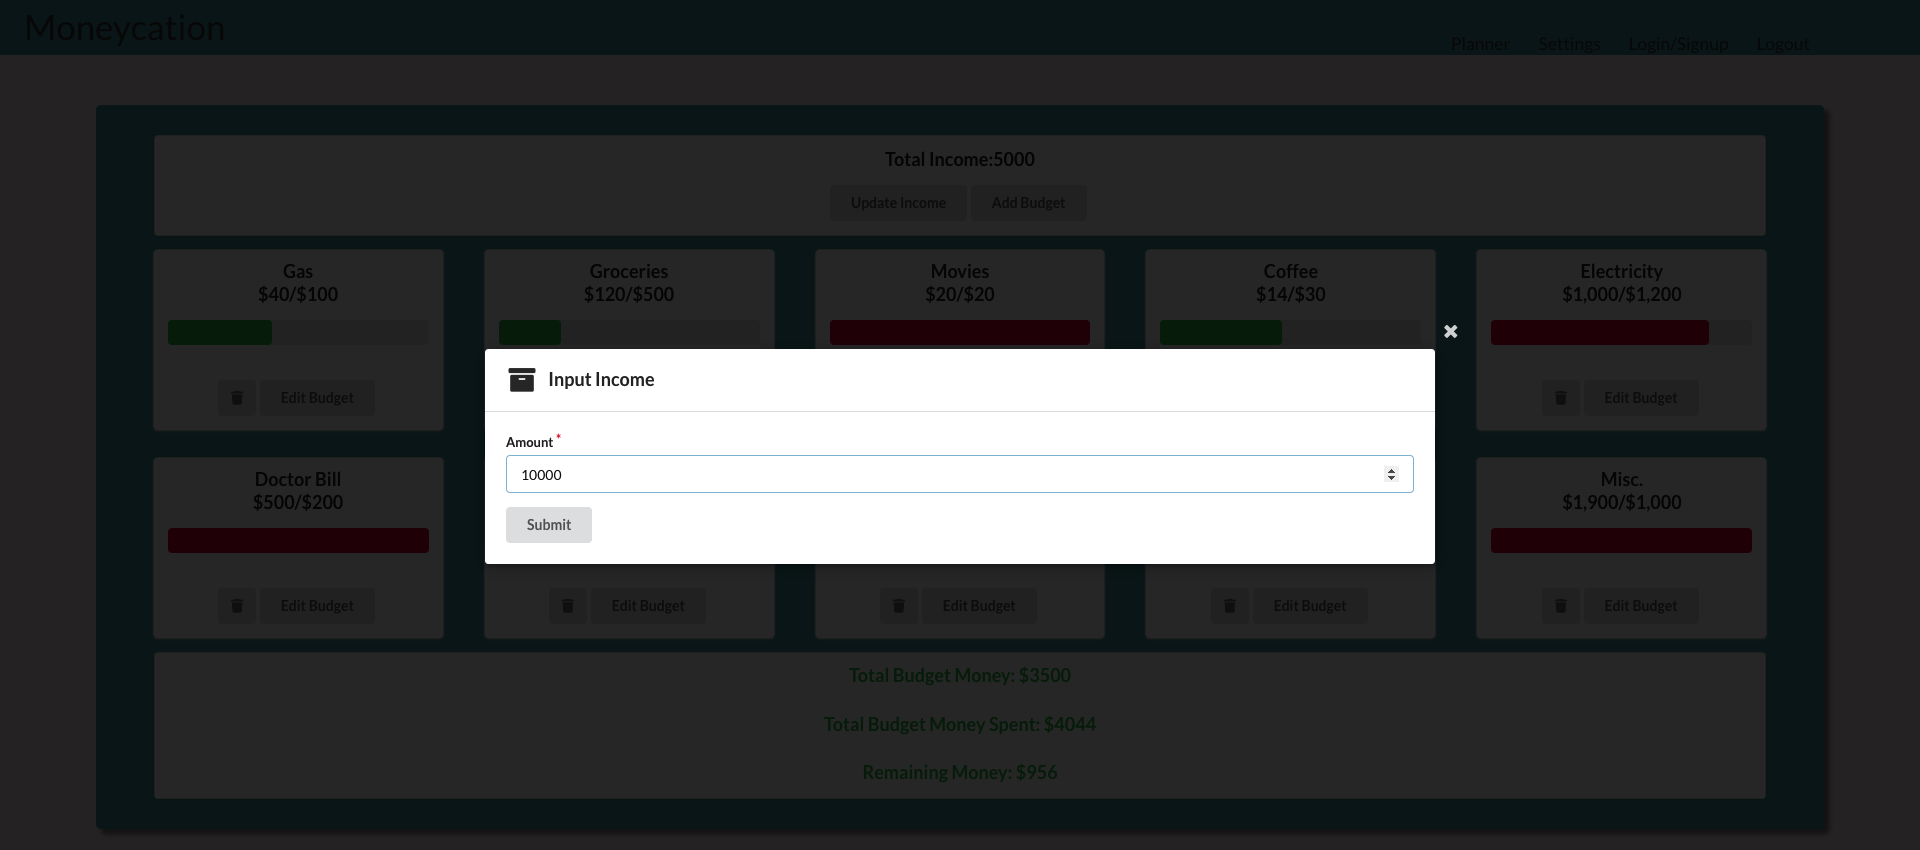 Moneycation
Planner Settings Login/Signup Logout
Total Income:5000
Update Income Add Budget
Gas Groceries Movies Coffee Electricity
$40/$100 $120/$500 $20/$20 $14/$30 $1,000/$1,200
Edit Budget Edit Budget
Input Income
Amount *
10000
Submit
Doctor Bill Misc.
$500/$200 $1,900/$1,000
Edit Budget Edit Budget Edit Budget Edit Budget Edit Budget
Total Budget Money: $3500
Total Budget Money Spent: $4044
Remaining Money: $956